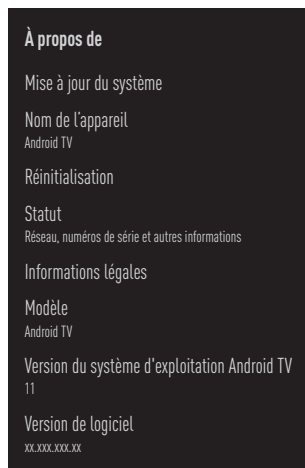 À propos de
Mise à jour du système
Nom de l'appareil
Android TV
Réinitialisation
Statut
Réseau, numéros de série et autres informations
Informations légales
Modèle
Android TV
Version du système d'exploitation Android TV
11
Version de logiciel
xx.xxx.xxx.xx